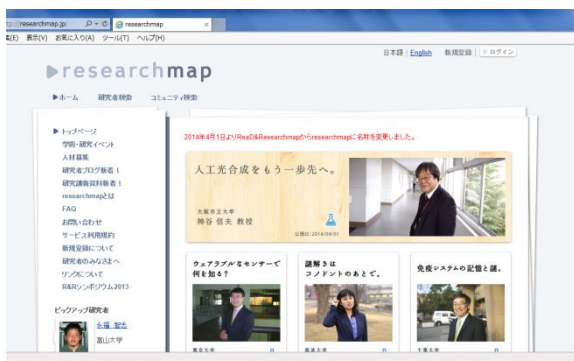 tp://researchmap.jp/
researchmap
表示(V) お気に入り(A) ツール(T) ヘルプ(H)
日本語 | English 新規登録 ログイン
researchmap
ホーム 研究者検索 コミュニティ検索
トップページ
学術・研究イベント
人材募集
研究者ブログ新着！
研究講義資料新着！
researchmapとは
FAQ
お問い合わせ
サービス利用規約
新規登録について
研究者のみなさまへ
リンクについて
R&Rシンポジウム2013
ピックアップ研究者
富山大学
2014年4月1日よりReaD&Researchmapからresearchmapに名称を変更しました。
人工光合成をもう一歩先へ。
大阪市立大学
神谷 信夫 教授
公開日：2014/04/01
ウェアラブルなセンサーで
何を知る？
東京大学
謎解きは
コノドントのあとで。
免疫システムの記憶と謎。
千葉大学